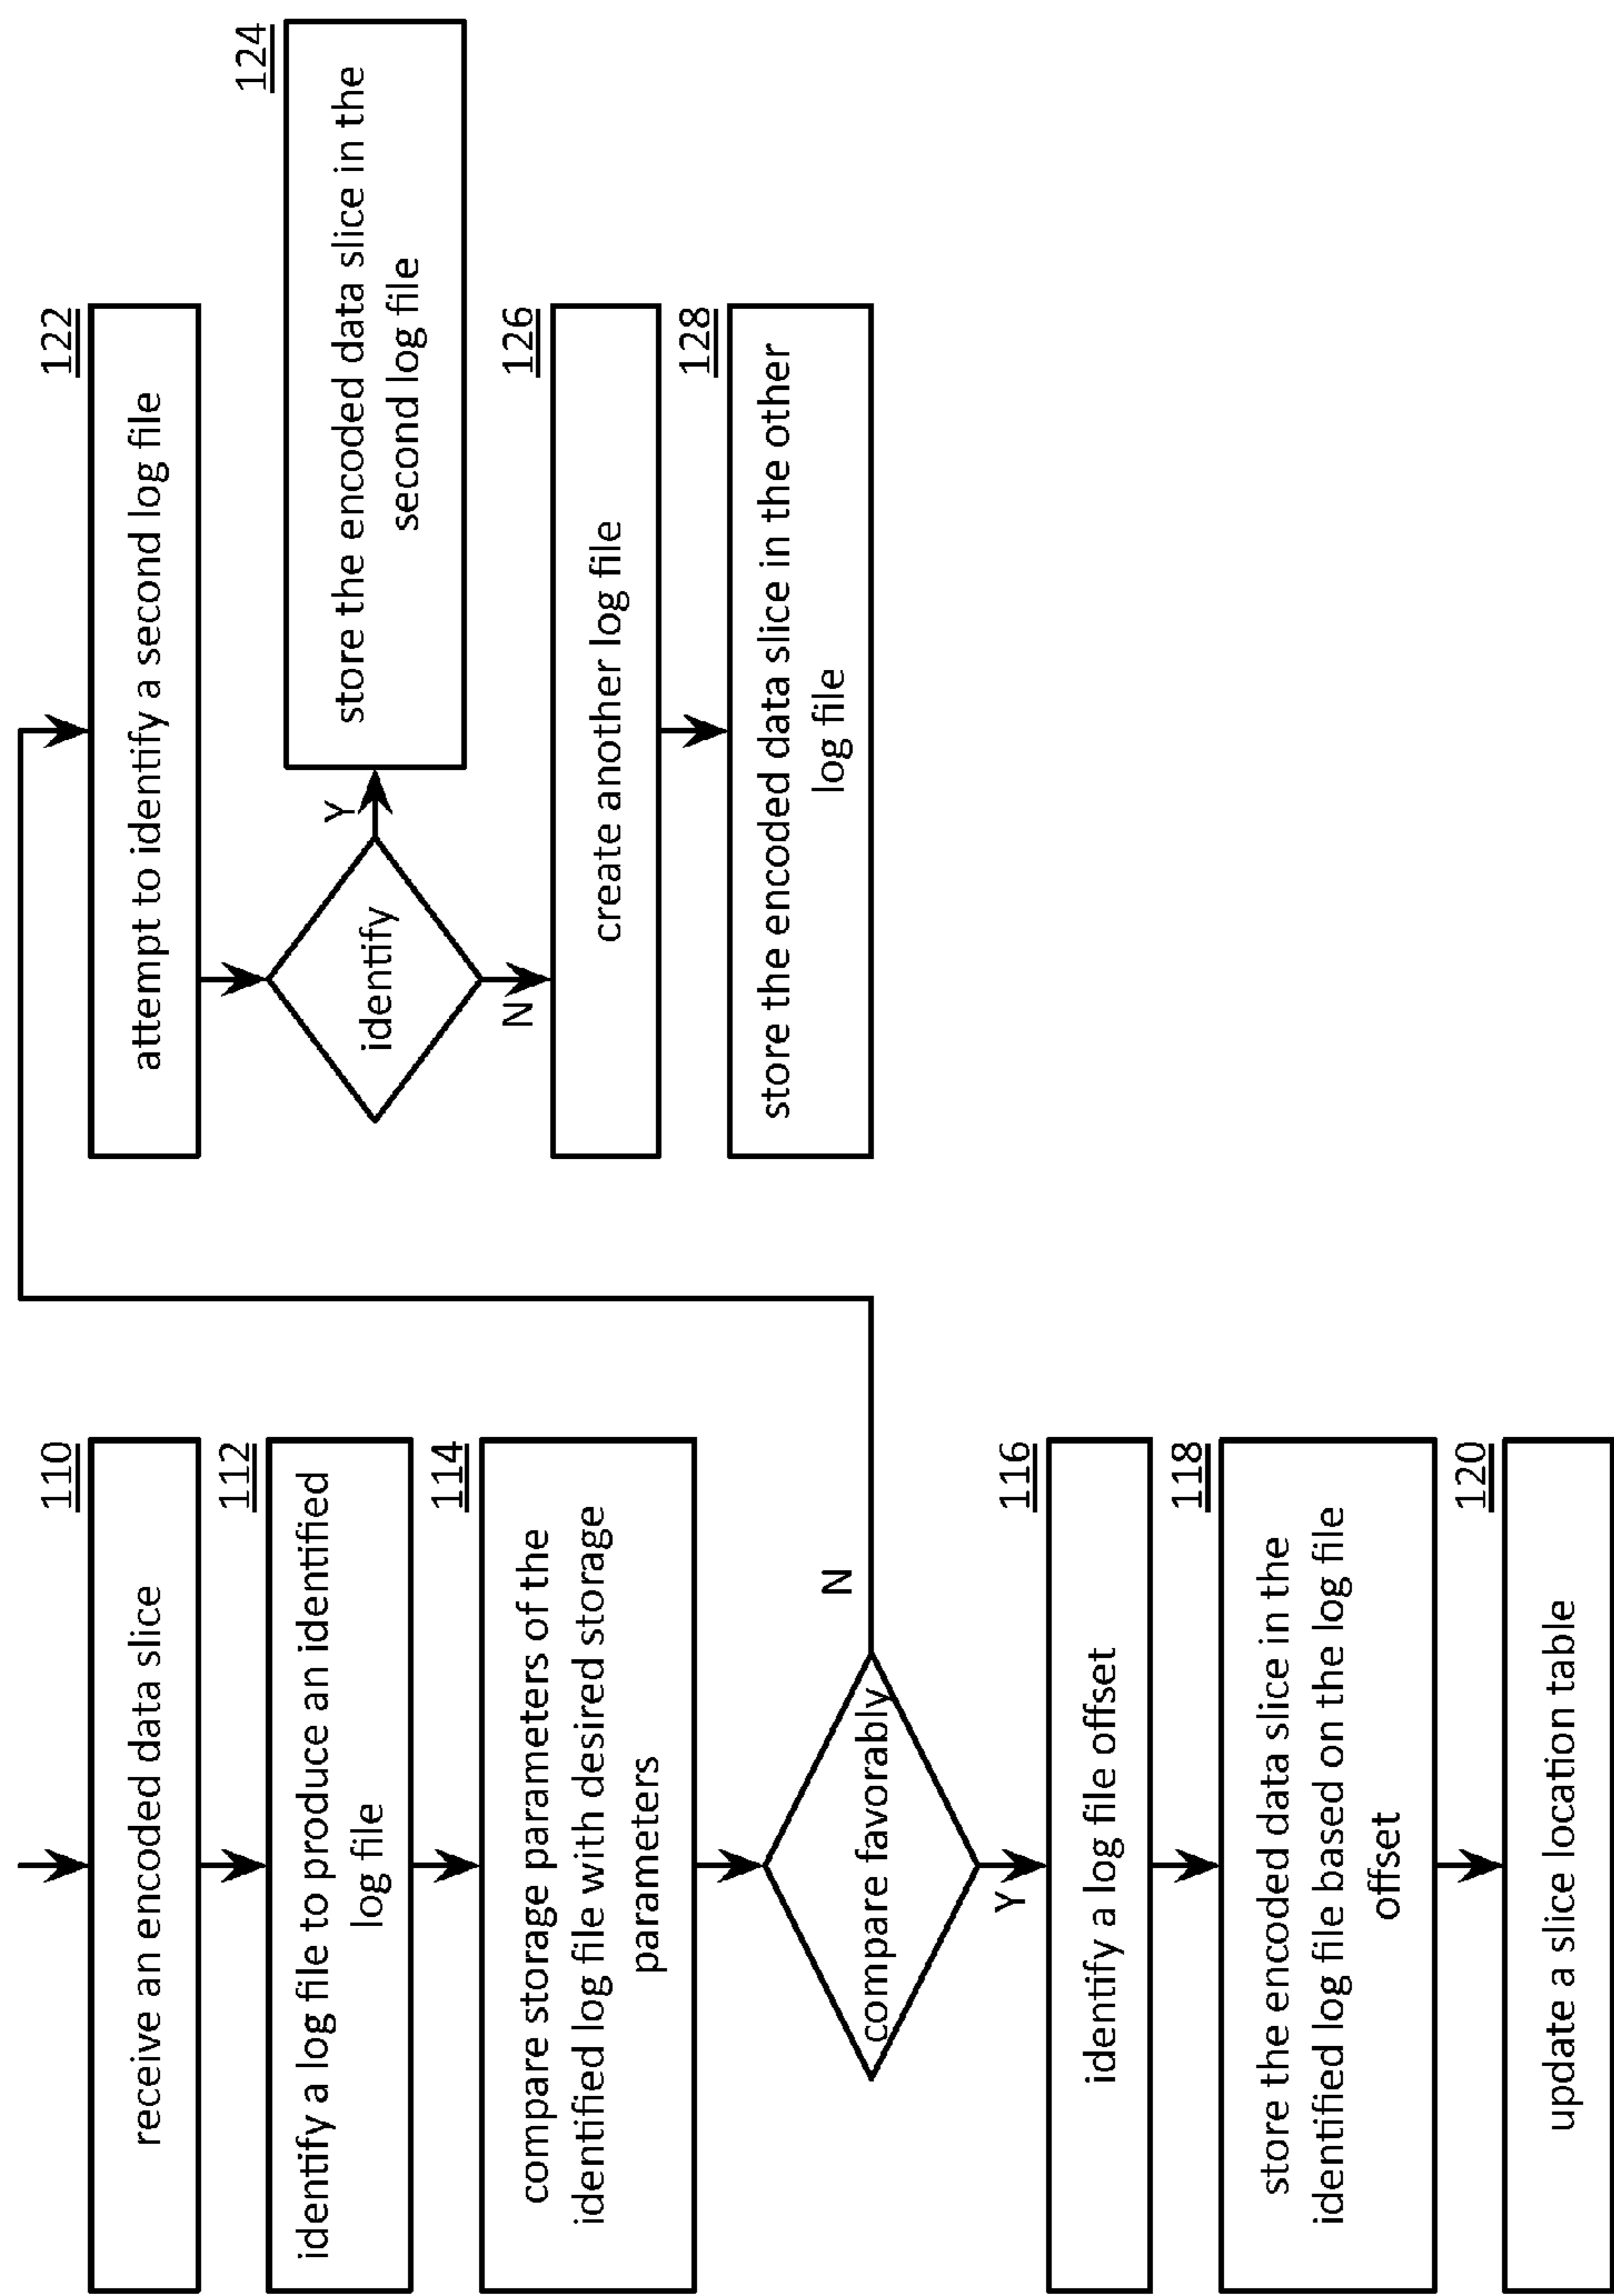 110
receive an encoded data slice
112
identify a log file to produce an identified
log file
114
compare storage parameters of the
identified log file with desired storage
parameters
compare favorably
N
Y
116
identify a log file offset
118
store the encoded data slice in the
identified log file based on the log file
offset
120
update a slice location table
122
attempt to identify a second log file
identify
Y
124
store the encoded data slice in the
second log file
N
126
create another log file
128
store the encoded data slice in the other
log file